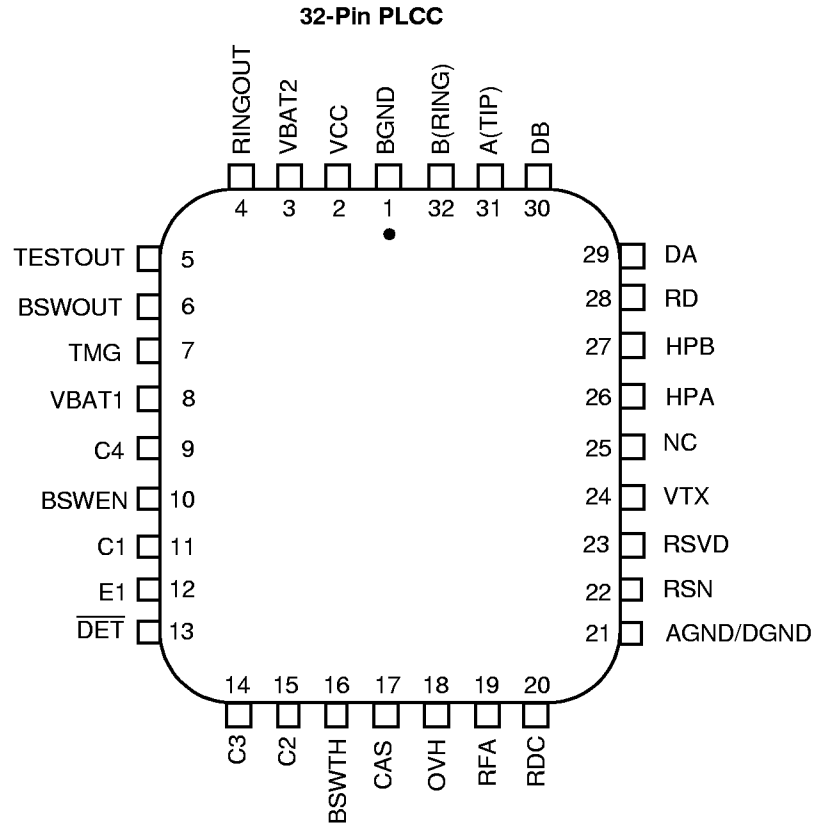 32-Pin PLCC
RINGOUT
VBAT2
VCC
BGND
B(RING)
A(TIP)
DB
4 3 2 1 32 31 30
TESTOUT 5
BSWOUT 6
TMG 7
VBAT1 8
C4 9
BSWEN 10
C1 11
E1 12
DET 13
29 DA
28 RD
27 HPB
26 HPA
25 NC
24 VTX
23 RSVD
22 RSN
21 AGND/DGND
14 15 16 17 18 19 20
C3
C2
BSWTH
CAS
OVH
RFA
RDC